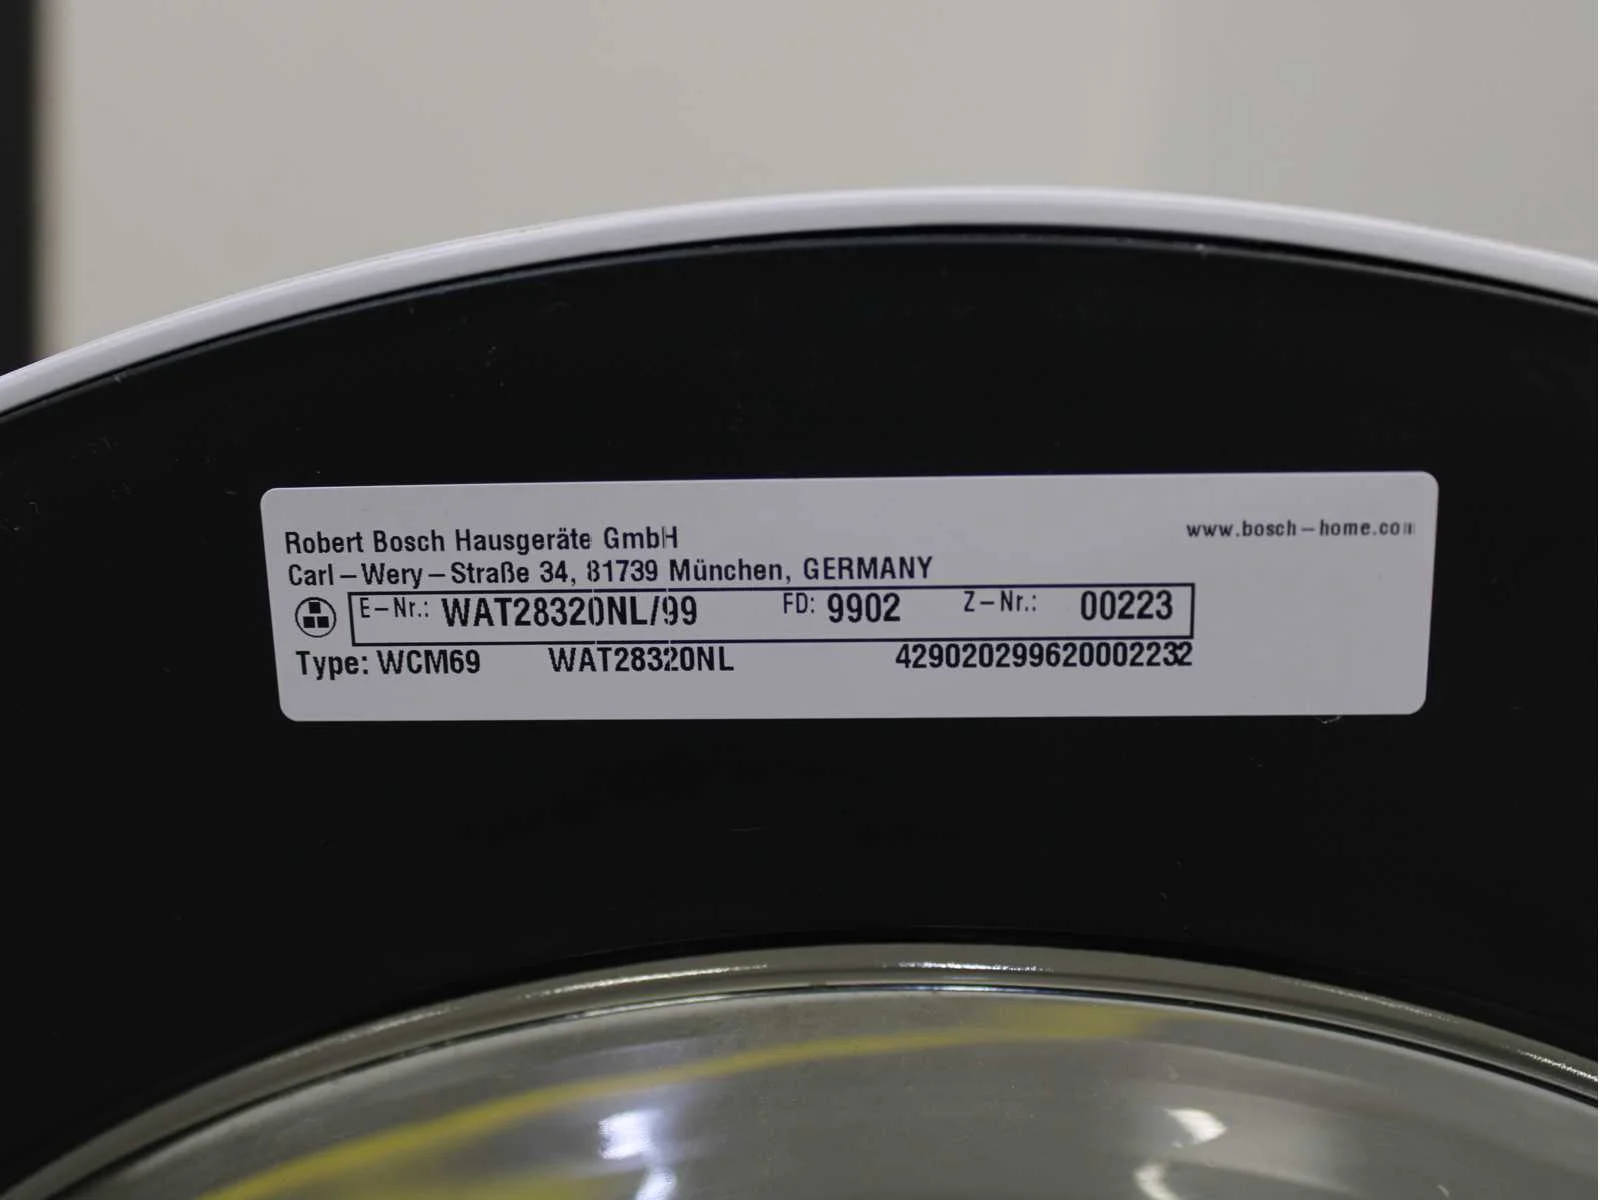 Robert Bosch Hausgeräte GmbH
www.bosch-home.com
Carl-Wery-Straße 34, 81739 München, GERMANY
E-Nr.: WAT28320NL/99 FD: 9902 Z-Nr.: 00223
Type: WCM69 WAT28320NL 429020299620002232